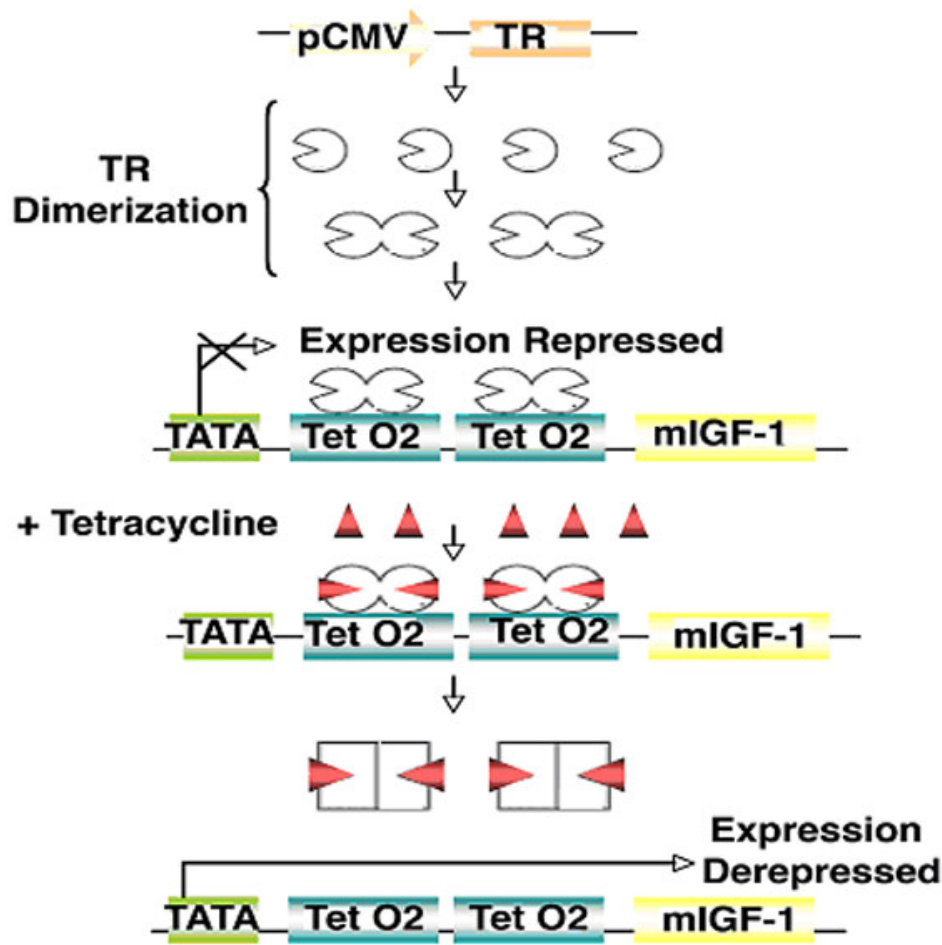 pCMV TR
TR
Dimerization
Expression Repressed
TATA Tet O2 Tet O2 mIGF-1
+ Tetracycline
TATA Tet O2 Tet O2 mIGF-1
Expression
Derepressed
TATA Tet O2 Tet O2 mIGF-1